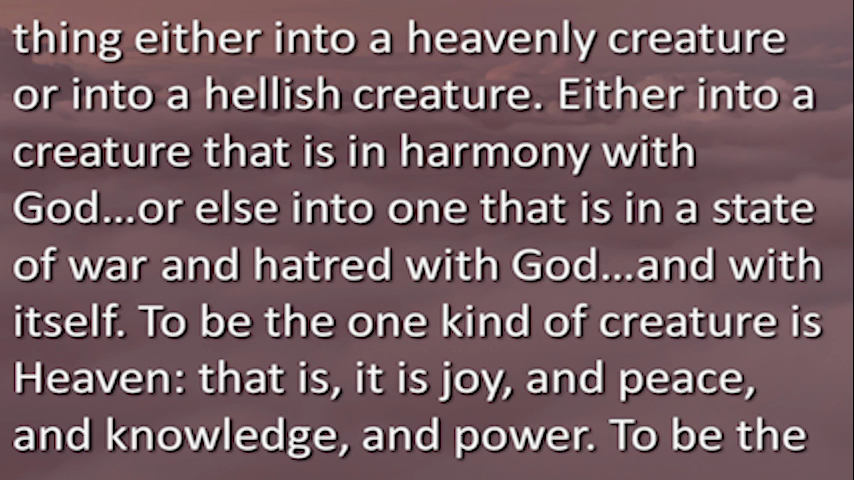 thing either into a heavenly creature
or into a hellish creature. Either into a
creature that is in harmony with
God...or else into one that is in a state
of war and hatred with God...and with
itself. To be the one kind of creature is
Heaven: that is, it is joy, and peace,
and knowledge, and power. To be the